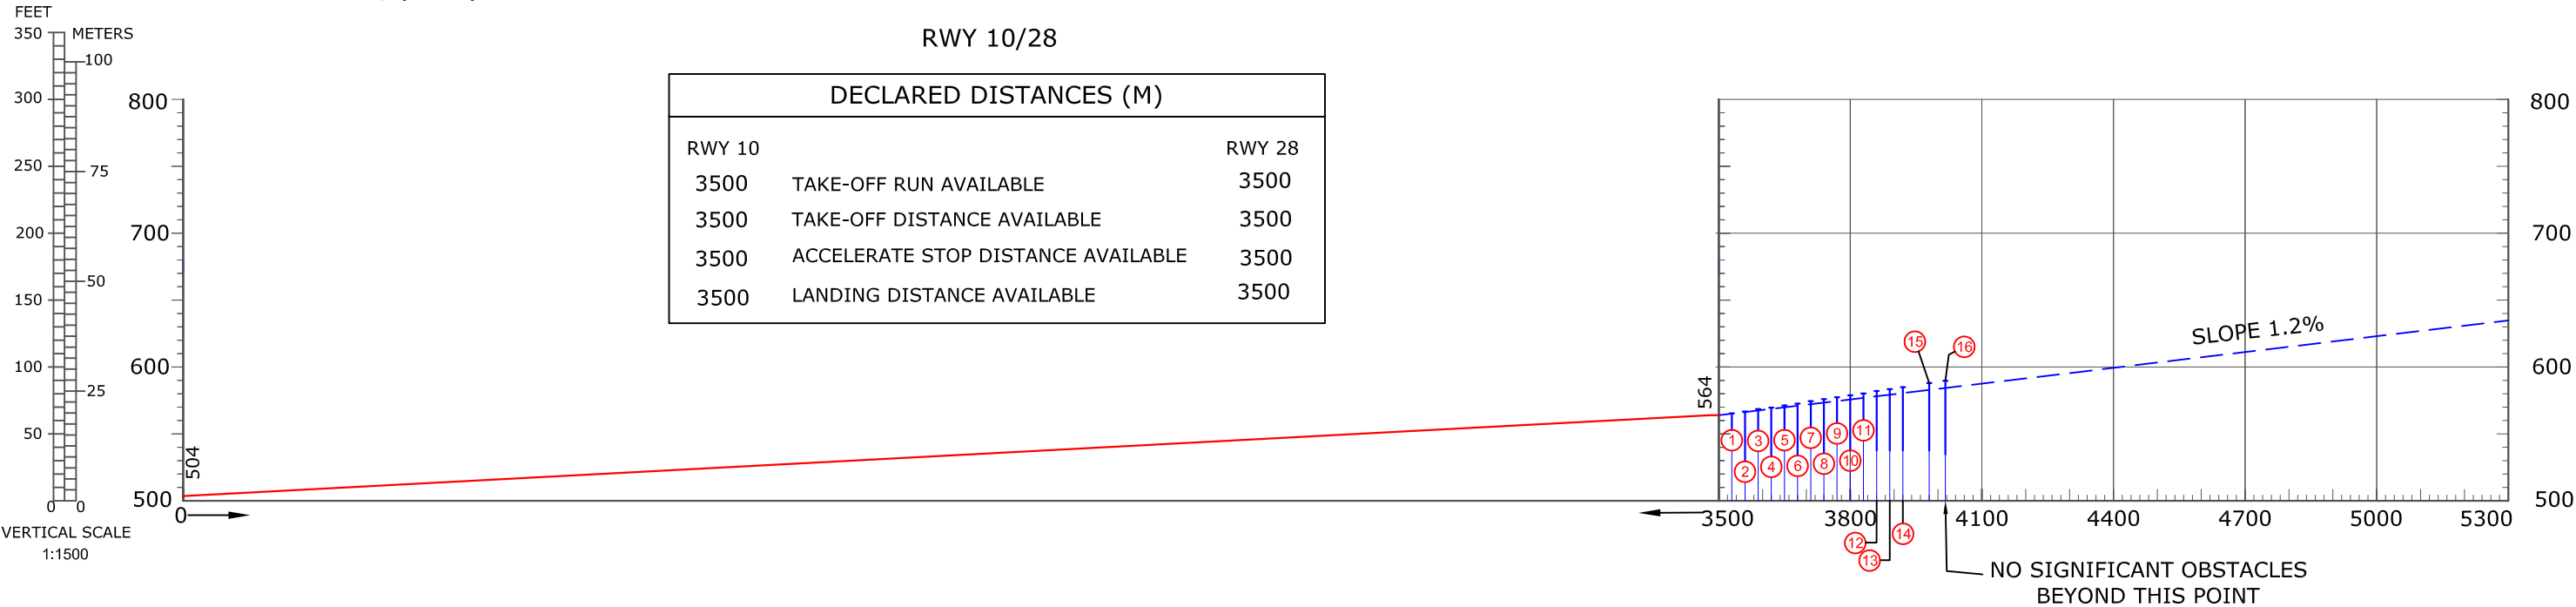 FEET
350 METERS
100
300
250
75
200
150
50
100
25
50
0 0
VERTICAL SCALE
1:1500
RWY 10/28
DECLARED DISTANCES (M)
RWY 10 RWY 28
3500 TAKE-OFF RUN AVAILABLE 3500
3500 TAKE-OFF DISTANCE AVAILABLE 3500
3500 ACCELERATE STOP DISTANCE AVAILABLE 3500
3500 LANDING DISTANCE AVAILABLE 3500
800
700
600
500
504
0
564
800
700
600
500
SLOPE 1.2%
15 16
1 3 5 7 9 11
2 4 6 8 10
3500 3800 4100 4400 4700 5000 5300
12 13 14
NO SIGNIFICANT OBSTACLES
BEYOND THIS POINT